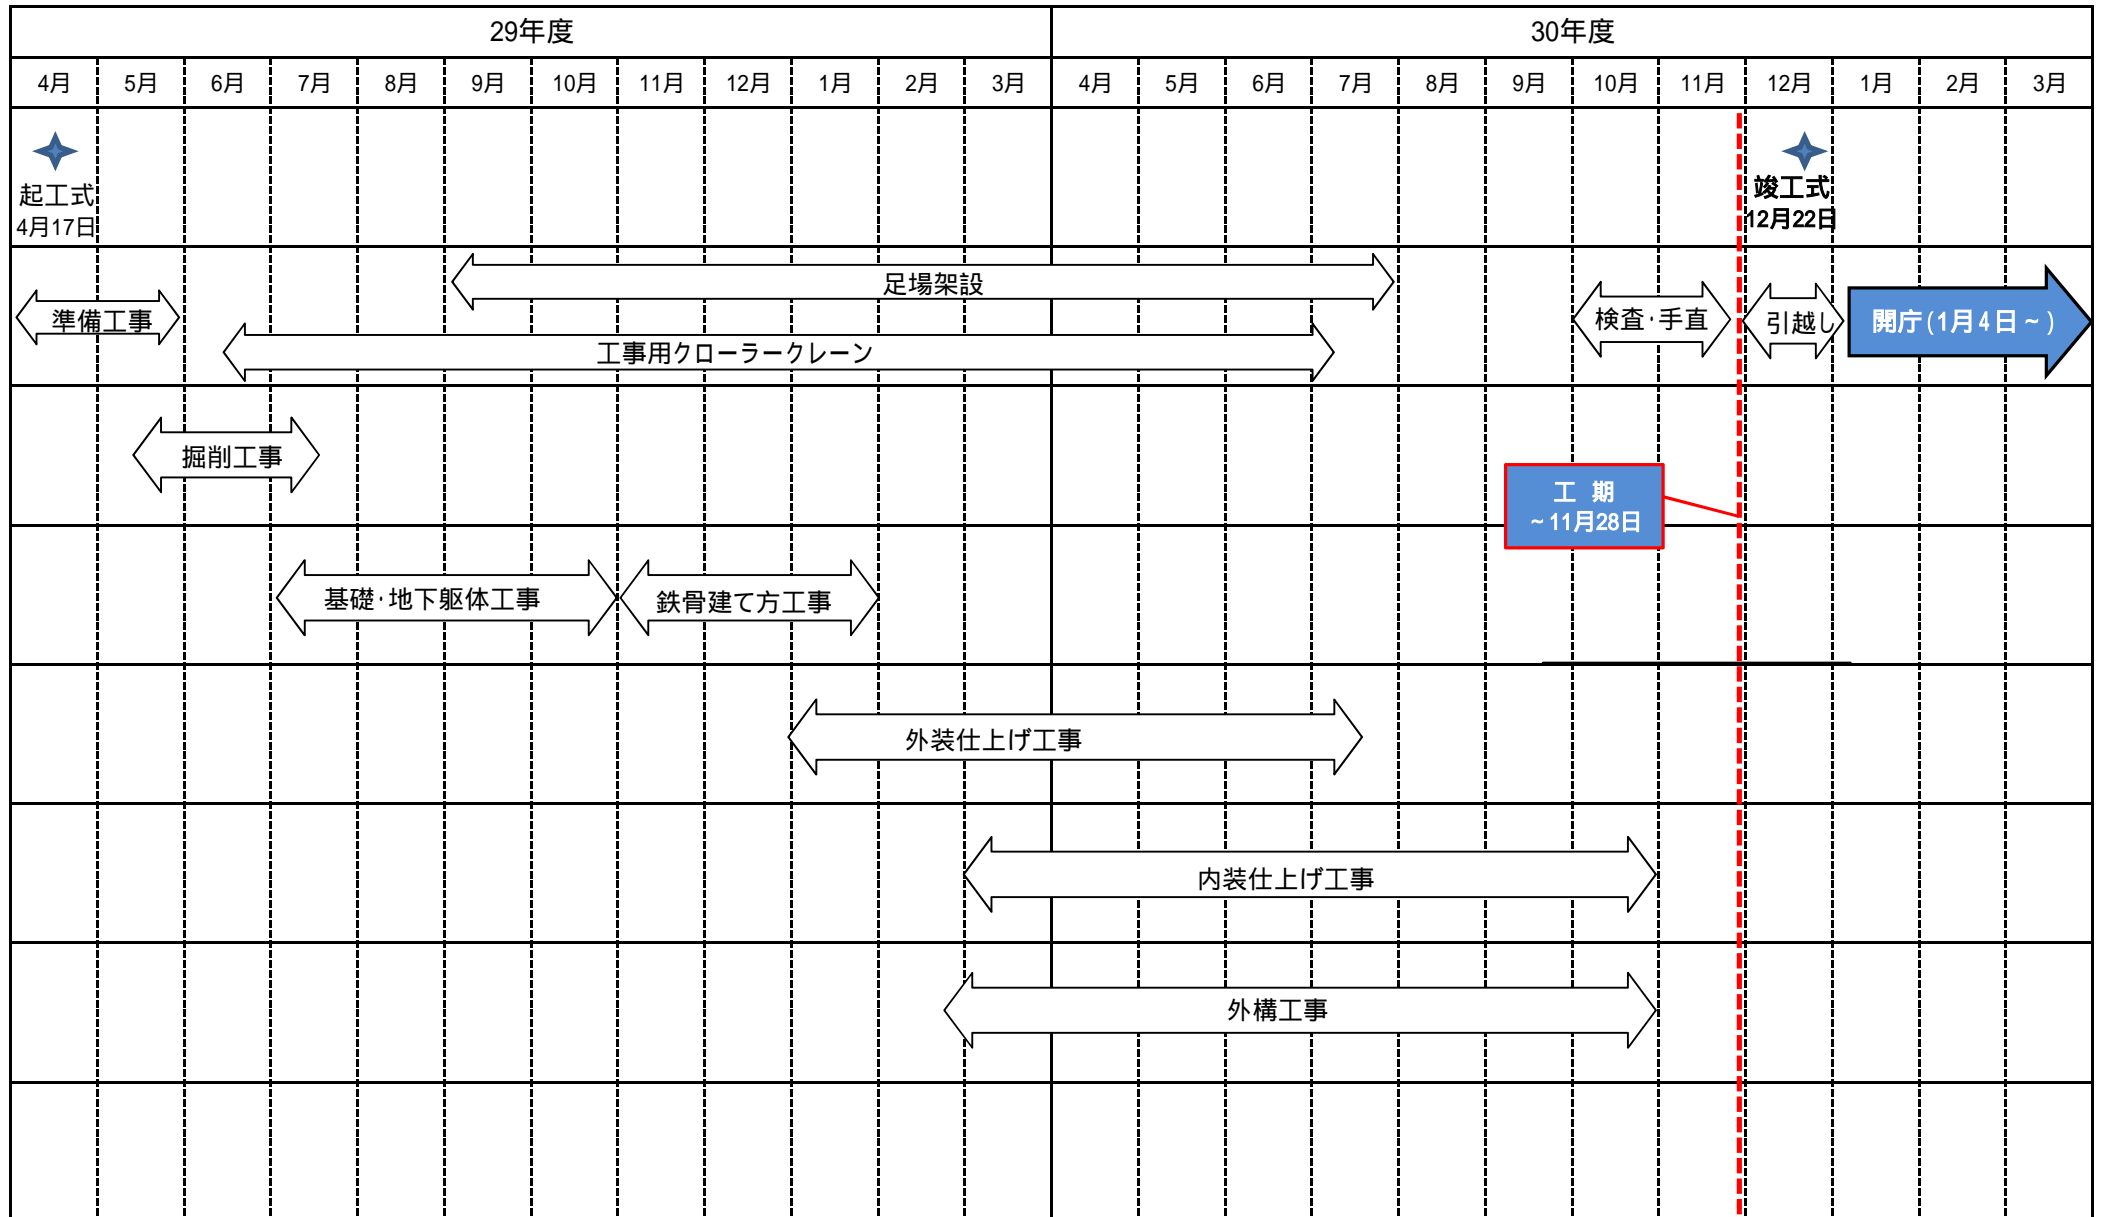 29年度 30年度
4月 5月 6月 7月 8月 9月 10月 11月 12月 1月 2月 3月 4月 5月 6月 7月 8月 9月 10月 11月 12月 1月 2月 3月
起工式
4月17日
竣工式
12月22日
足場架設
準備工事
工事用クローラークレーン
検査・手直
引越し
開庁(1月4日～)
掘削工事
工 期
～11月28日
基礎・地下躯体工事
鉄骨建て方工事
外装仕上げ工事
内装仕上げ工事
外構工事